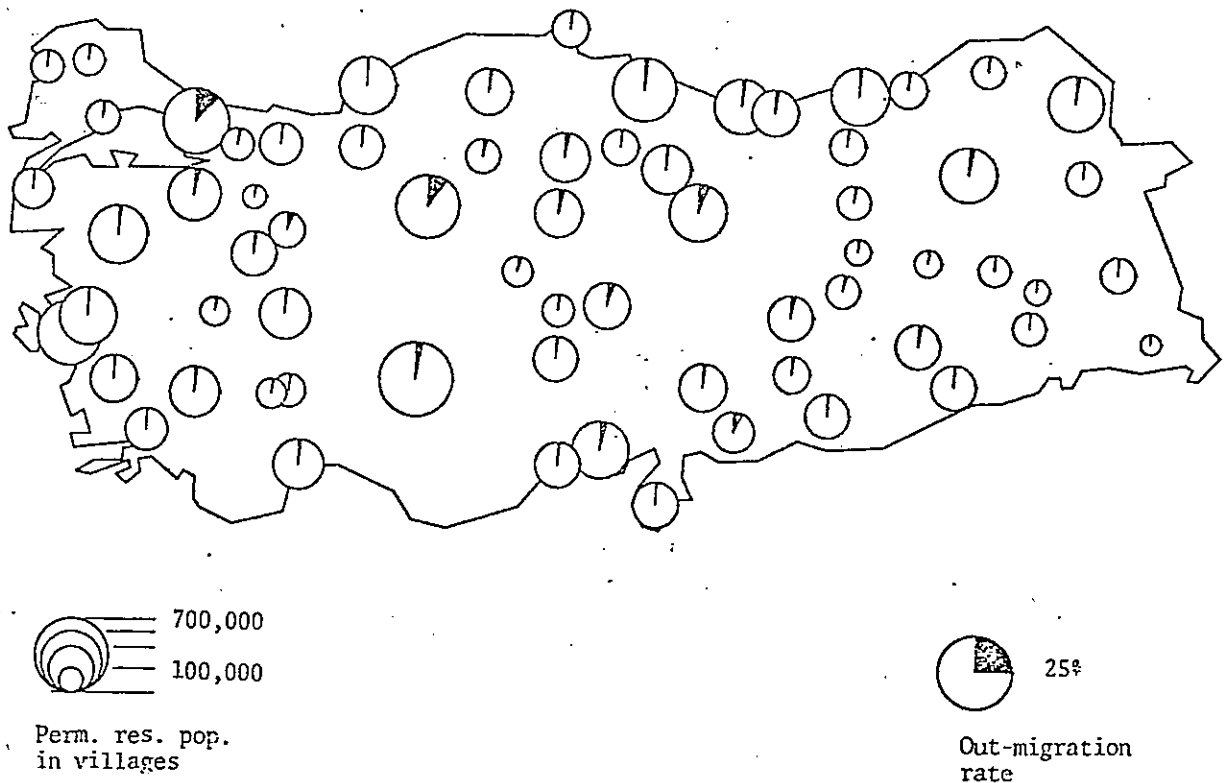 700,000
100,000
Perm. res. pop.
in villages
25%
Out-migration
rate